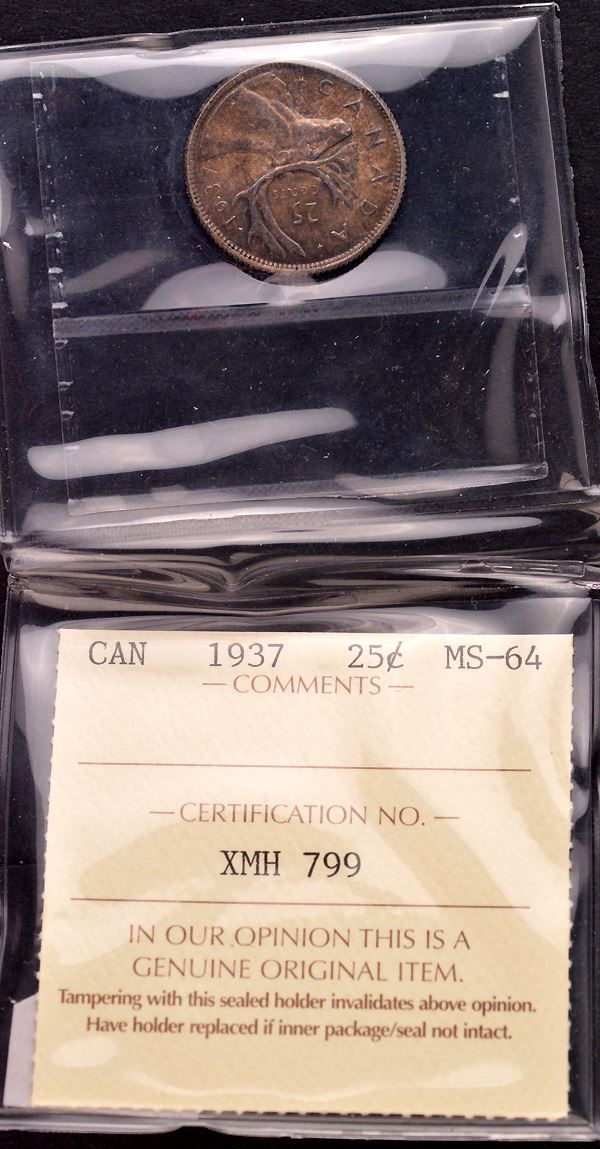 CANADA
1937
25
CENTS
CAN 1937 25¢ MS-64
— COMMENTS —
— CERTIFICATION NO. —
XMH 799
IN OUR OPINION THIS IS A
GENUINE ORIGINAL ITEM.
Tampering with this sealed holder invalidates above opinion.
Have holder replaced if inner package/seal not intact.